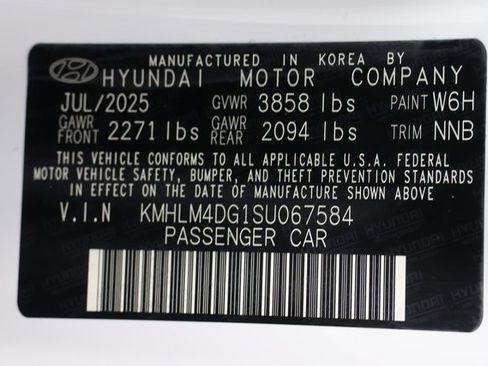 MANUFACTURED IN KOREA BY
HYUNDAI MOTOR COMPANY
JUL/2025 GVWR 3858 lbs PAINT W6H
GAWR FRONT 2271 lbs GAWR REAR 2094 lbs TRIM NNB
THIS VEHICLE CONFORMS TO ALL APPLICABLE U.S.A. FEDERAL
MOTOR VEHICLE SAFETY, BUMPER, AND THEFT PREVENTION STANDARDS
IN EFFECT ON THE DATE OF MANUFACTURE SHOWN ABOVE
V.I.N KMHLM4DG1SU067584
PASSENGER CAR